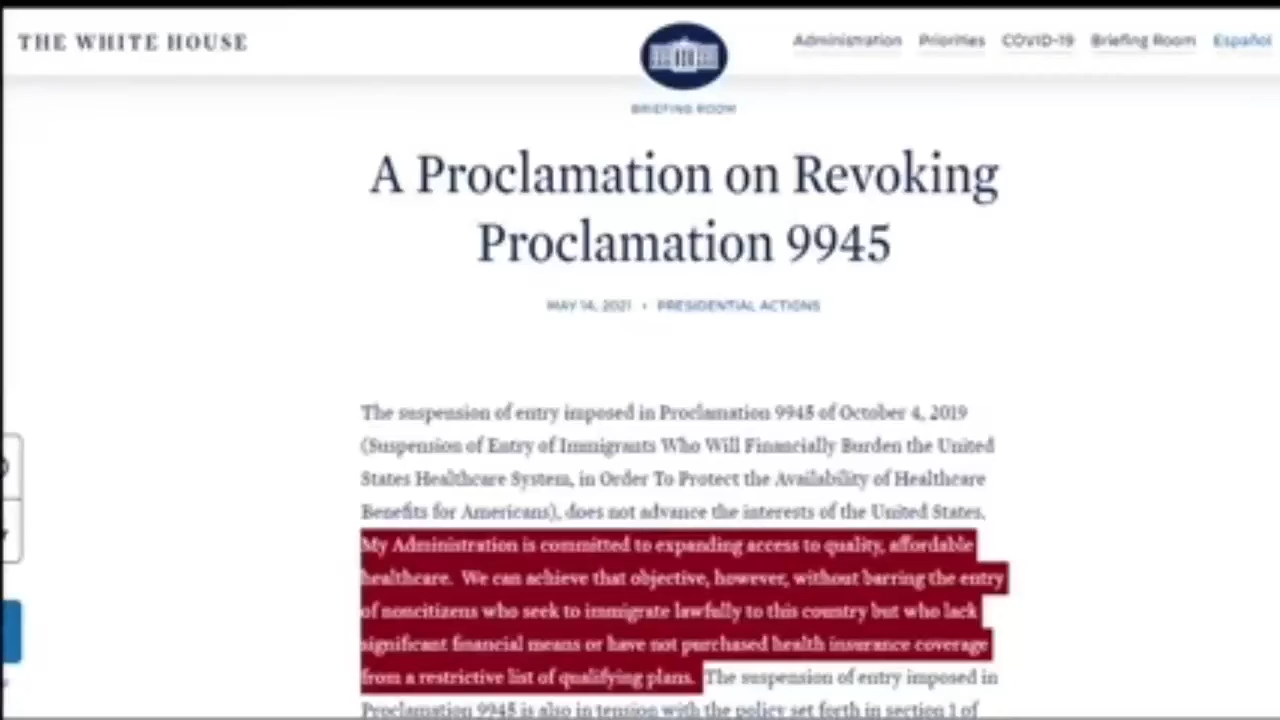 THE WHITE HOUSE
Administration Priorities COVID-19 Briefing Room Español
BRIEFING ROOM
A Proclamation on Revoking
Proclamation 9945
MAY 14, 2021 • PRESIDENTIAL ACTIONS
The suspension of entry imposed in Proclamation 9945 of October 4, 2019
(Suspension of Entry of Immigrants Who Will Financially Burden the United
States Healthcare System, in Order To Protect the Availability of Healthcare
Benefits for Americans), does not advance the interests of the United States.
My Administration is committed to expanding access to quality, affordable
healthcare. We can achieve that objective, however, without barring the entry
of noncitizens who seek to immigrate lawfully to this country but who lack
significant financial means or have not purchased health insurance coverage
from a restrictive list of qualifying plans. The suspension of entry imposed in
Proclamation 9945 is also in tension with the policy set forth in section 1 of